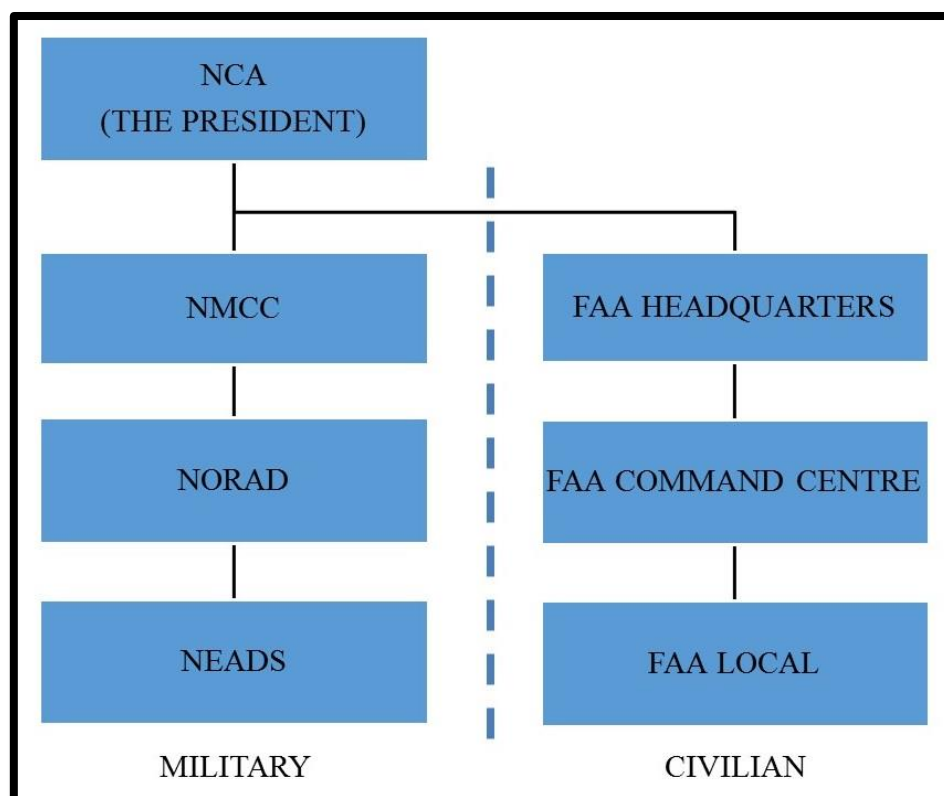 NCA
(THE PRESIDENT)
NMCC
FAA HEADQUARTERS
NORAD
FAA COMMAND CENTRE
NEADS
FAA LOCAL
MILITARY
CIVILIAN